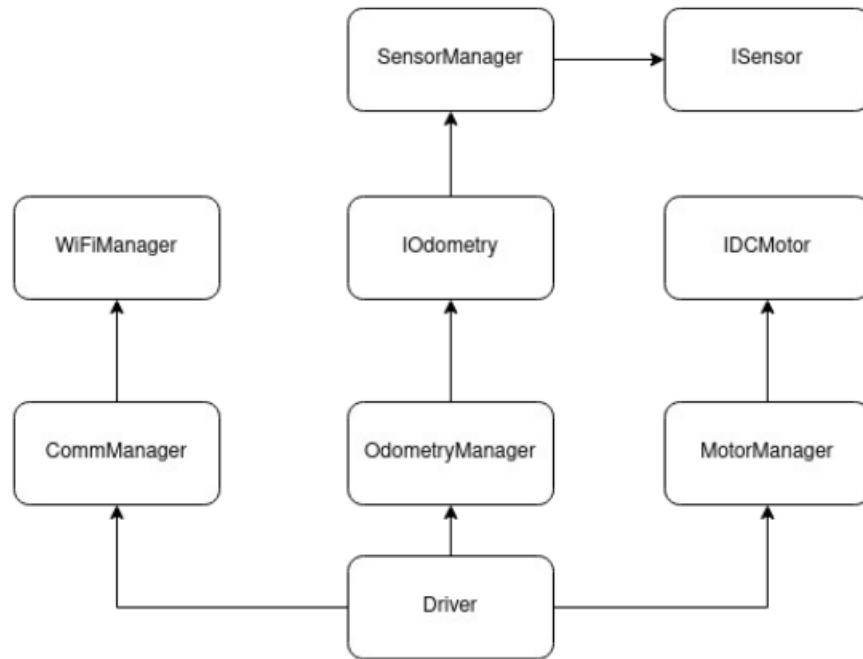 SensorManager
ISensor
WiFiManager
IOdometry
IDCMotor
CommManager
OdometryManager
MotorManager
Driver